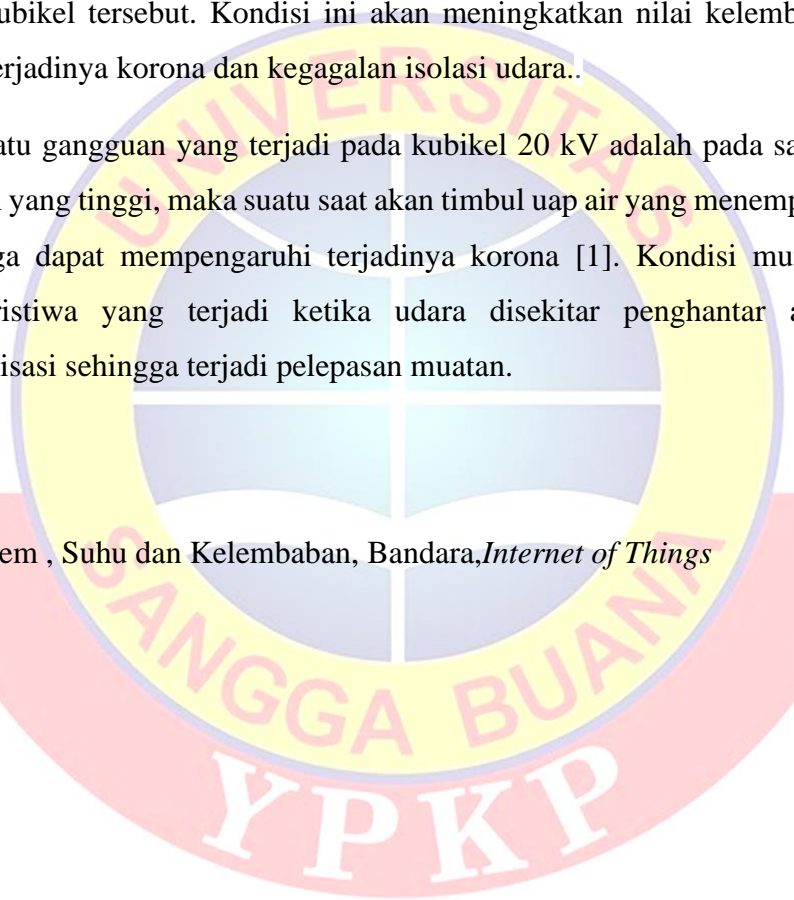 ubikel tersebut. Kondisi ini akan meningkatkan nilai kelemb
erjadinya korona dan kegagalan isolasi udara..
atu gangguan yang terjadi pada kubikel 20 kV adalah pada sa
yang tinggi, maka suatu saat akan timbul uap air yang menemp
ga dapat mempengaruhi terjadinya korona [1]. Kondisi mu
ristiwa yang terjadi ketika udara disekitar penghantar a
isasi sehingga terjadi pelepasan muatan.
em , Suhu dan Kelembaban, Bandara,Internet of Things
UNIVERSITAS
SANGGA BUANA
YPKP